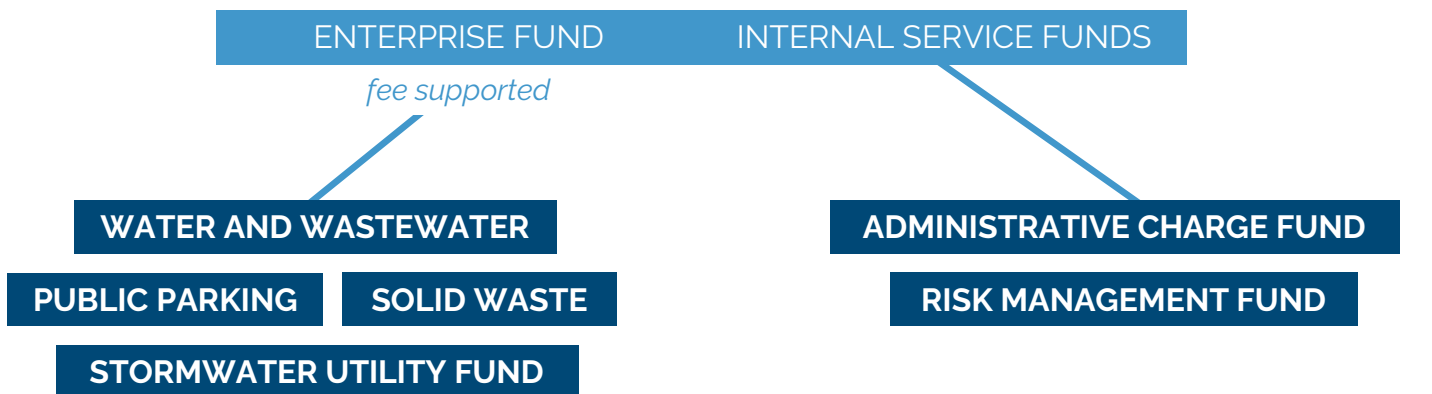 ENTERPRISE FUND INTERNAL SERVICE FUNDS
fee supported
WATER AND WASTEWATER ADMINISTRATIVE CHARGE FUND
PUBLIC PARKING SOLID WASTE RISK MANAGEMENT FUND
STORMWATER UTILITY FUND